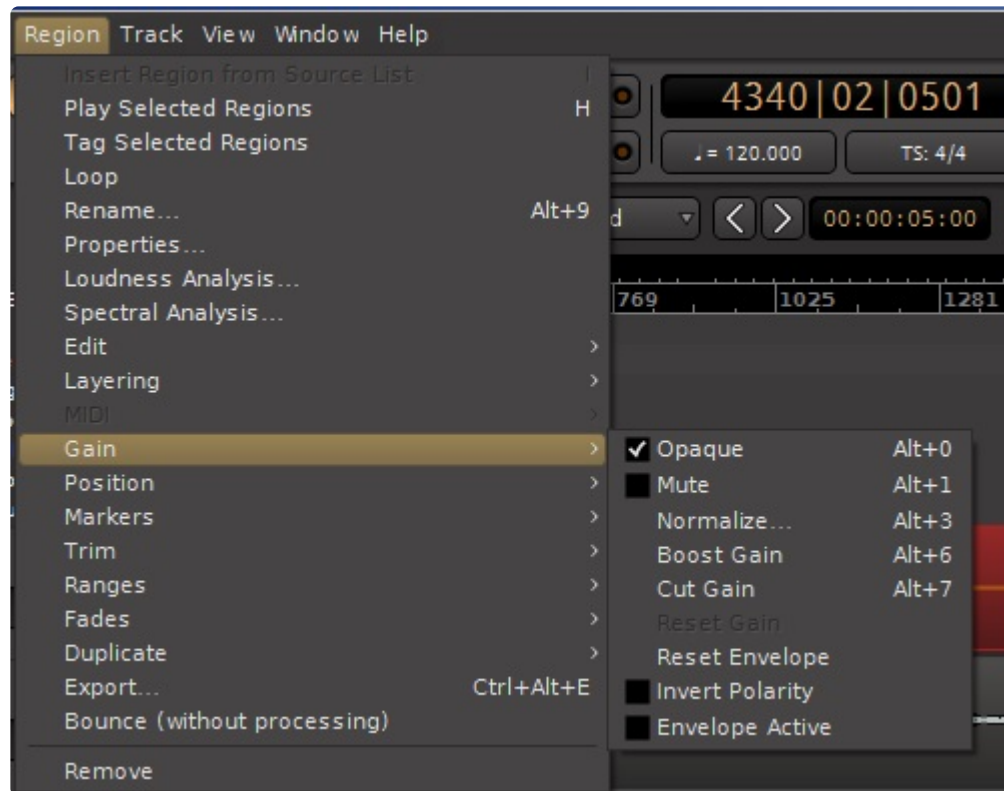 Region Track View Window Help
Insert Region from Source List I
Play Selected Regions H
Tag Selected Regions
Loop
Rename... Alt+9
Properties...
Loudness Analysis...
Spectral Analysis...
Edit
Layering
MIDI
Gain
Position
Markers
Trim
Ranges
Fades
Duplicate
Export... Ctrl+Alt+E
Bounce (without processing)
Remove
4340|02|0501
♩= 120.000 TS: 4/4
d 00:00:05:00
769 1025 1281
Opaque Alt+0
Mute Alt+1
Normalize... Alt+3
Boost Gain Alt+6
Cut Gain Alt+7
Reset Gain
Reset Envelope
Invert Polarity
Envelope Active